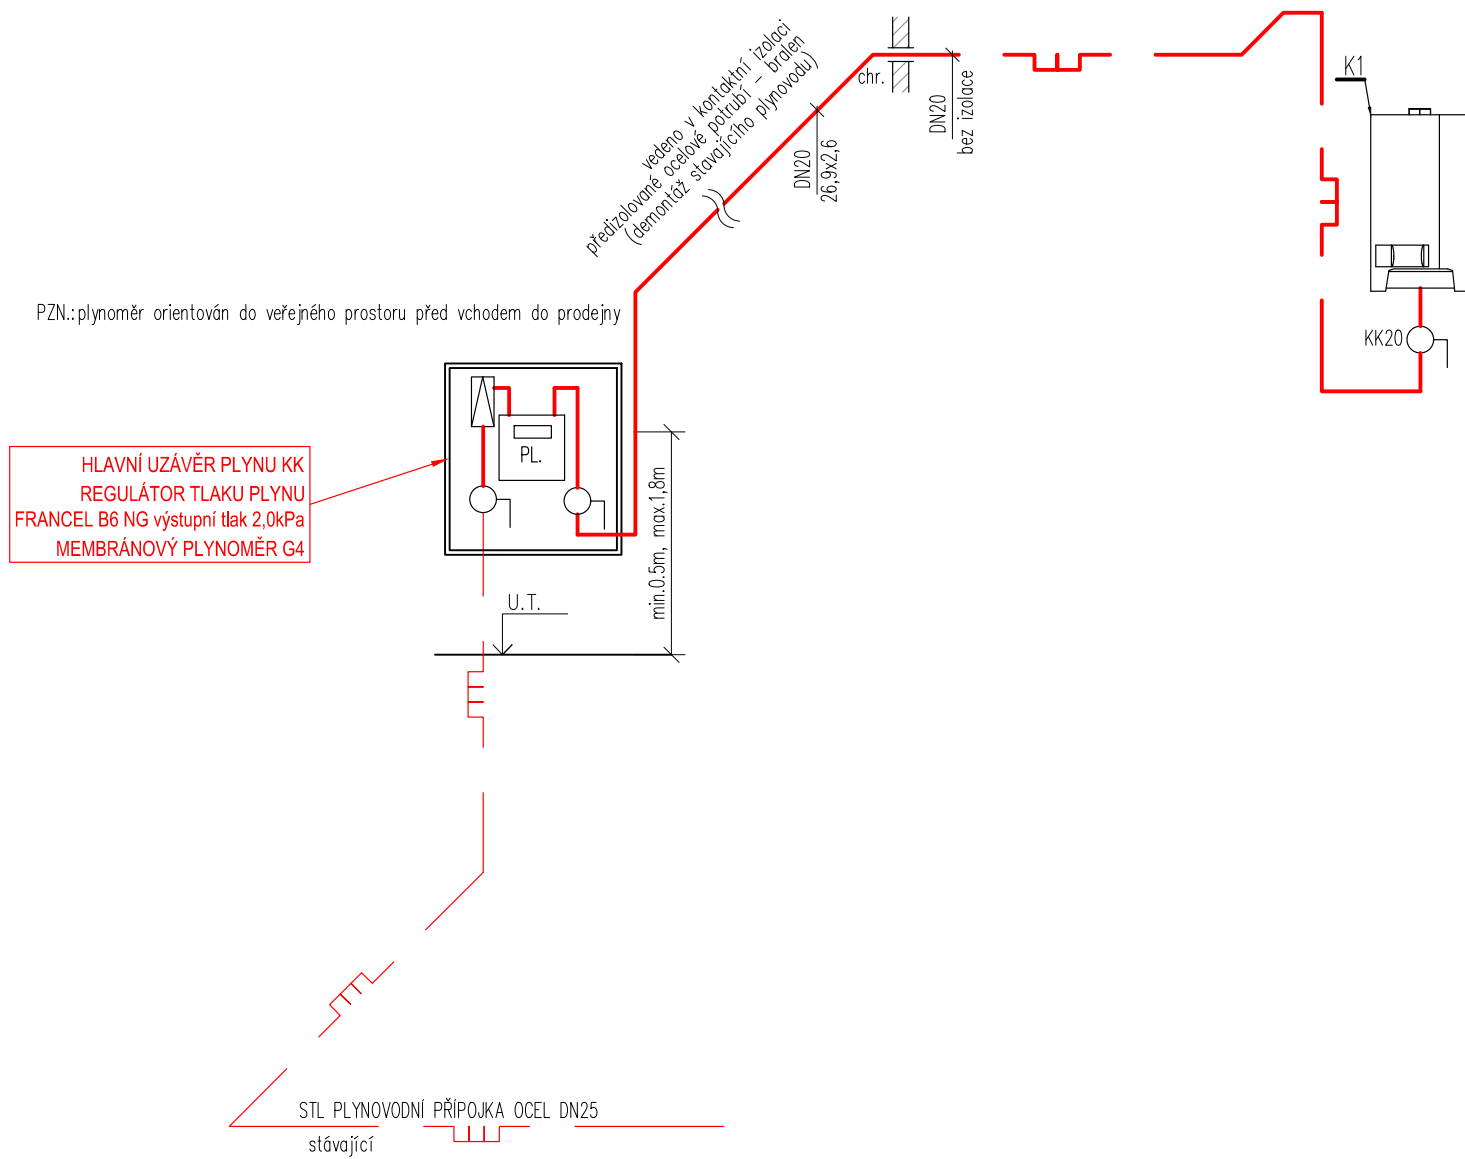 vedeno v kontaktní izolaci
předizolované ocelové potrubí - bralen
(demontáž stavajícího plynovodu)
chr.
DN20
bez izolace
DN20
26,9x2,6
K1
KK20
PZN.: plynoměr orientován do veřejného prostoru před vchodem do prodejny
PL.
HLAVNÍ UZÁVĚR PLYNU KK
REGULÁTOR TLAKU PLYNU
FRANCEL B6 NG výstupní tlak 2,0kPa
MEMBRÁNOVÝ PLYNOMĚR G4
min.0.5m, max.1,8m
U.T.
STL PLYNOVODNÍ PŘÍPOJKA OCEL DN25
stávající